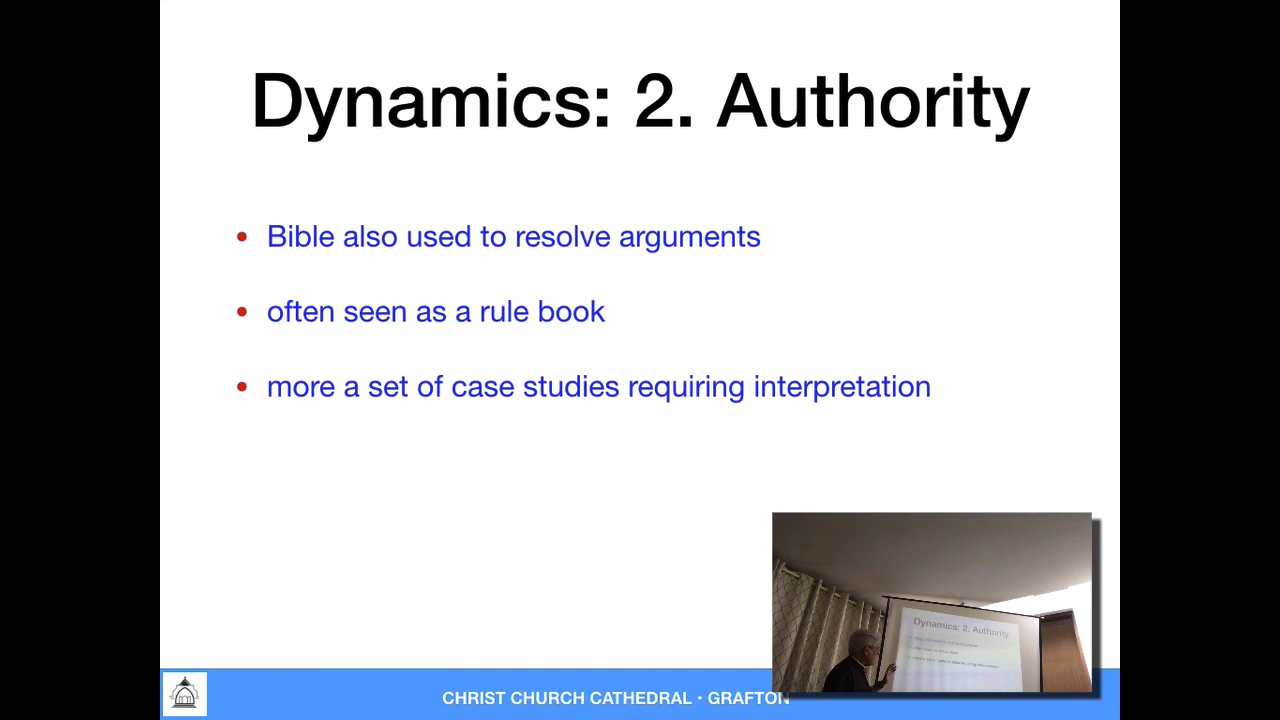 Dynamics: 2. Authority
• Bible also used to resolve arguments
• often seen as a rule book
• more a set of case studies requiring interpretation
Dynamics: 2. Authority
CHRIST CHURCH CATHEDRAL • GRAFTON